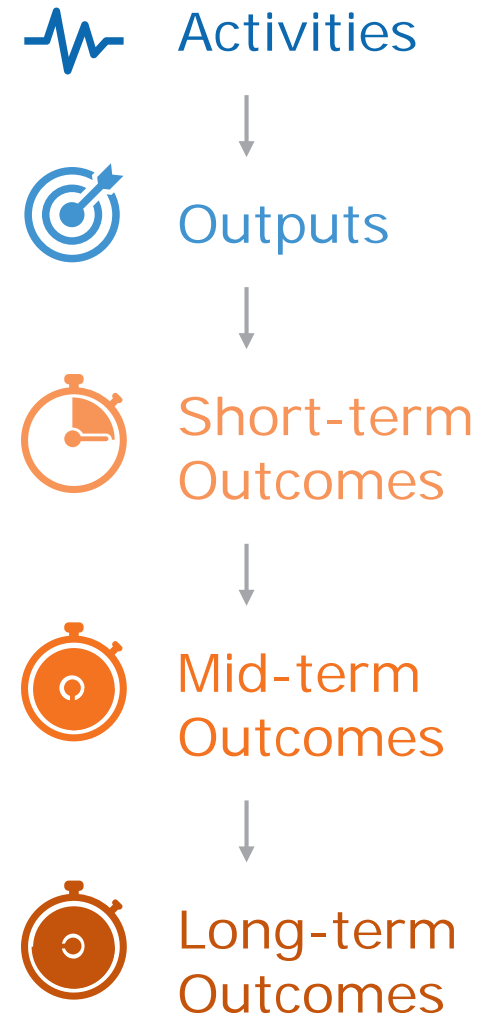 Activities
Outputs
Short-term
Outcomes
Mid-term
Outcomes
Long-term
Outcomes